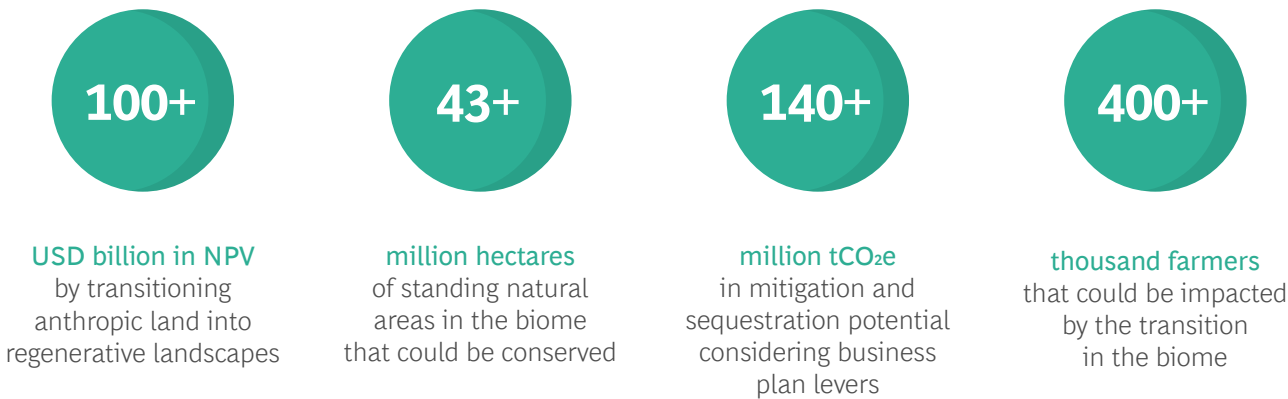 100+
USD billion in NPV
by transitioning
anthropic land into
regenerative landscapes
43+
million hectares
of standing natural
areas in the biome
that could be conserved
140+
million tCO₂e
in mitigation and
sequestration potential
considering business
plan levers
400+
thousand farmers
that could be impacted
by the transition
in the biome